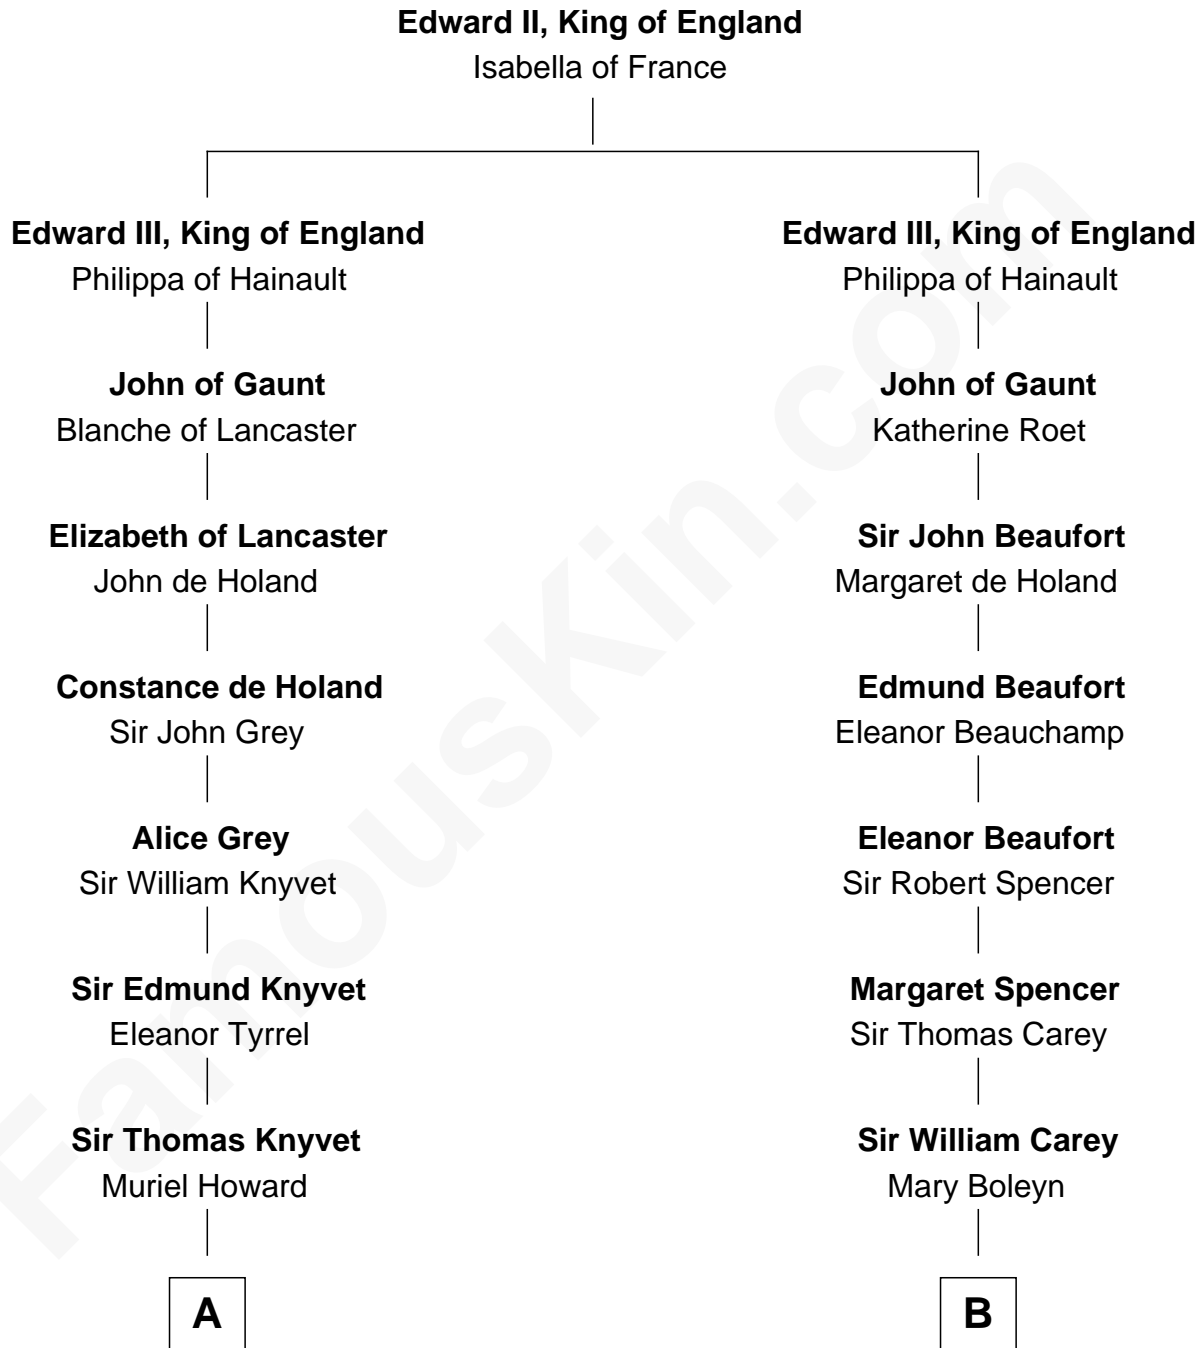 Edward II, King of England
Isabella of France
Edward III, King of England
Philippa of Hainault
John of Gaunt
Blanche of Lancaster
Elizabeth of Lancaster
John de Holand
Constance de Holand
Sir John Grey
Alice Grey
Sir William Knyvet
Sir Edmund Knyvet
Eleanor Tyrrel
Sir Thomas Knyvet
Muriel Howard
A
Edward III, King of England
Philippa of Hainault
John of Gaunt
Katherine Roet
Sir John Beaufort
Margaret de Holand
Edmund Beaufort
Eleanor Beauchamp
Eleanor Beaufort
Sir Robert Spencer
Margaret Spencer
Sir Thomas Carey
Sir William Carey
Mary Boleyn
B
FamousKin.com